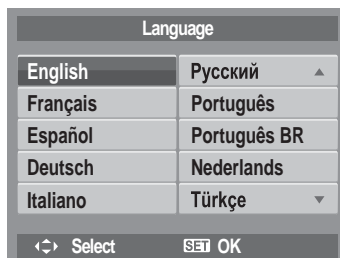 Language
English Русский
Français Português
Español Português BR
Deutsch Nederlands
Italiano Türkçe
Select SET OK